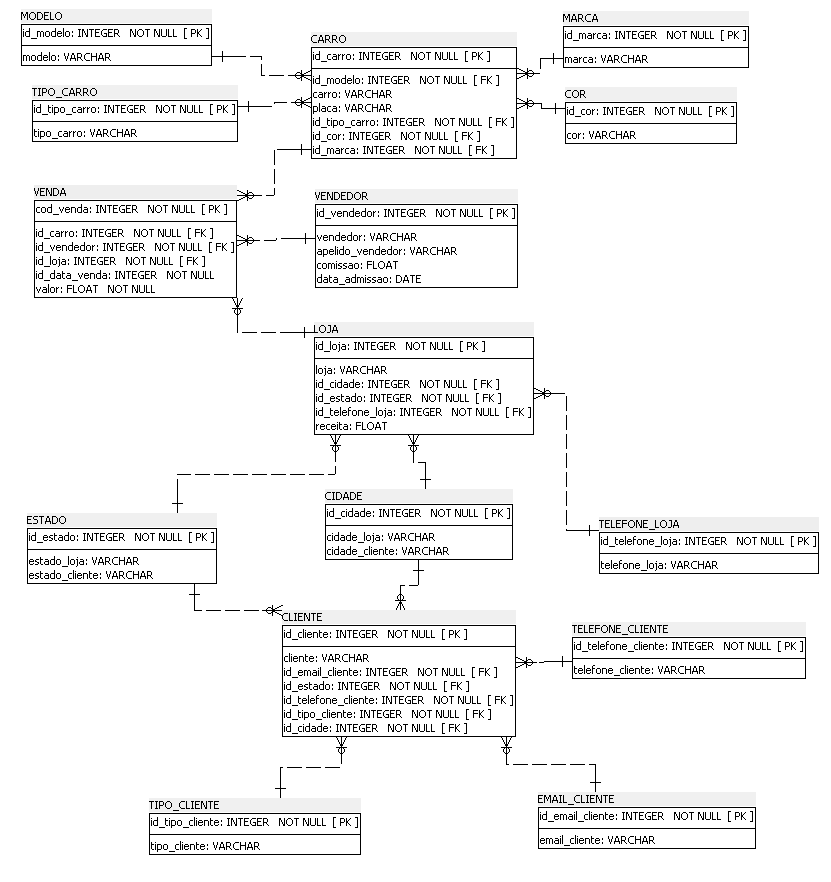 MODELO
id_modelo: INTEGER NOT NULL [ PK ]
modelo: VARCHAR
CARRO
id_carro: INTEGER NOT NULL [ PK ]
id_modelo: INTEGER NOT NULL [ FK ]
carro: VARCHAR
placa: VARCHAR
id_tipo_carro: INTEGER NOT NULL [ FK ]
id_cor: INTEGER NOT NULL [ FK ]
id_marca: INTEGER NOT NULL [ FK ]
MARCA
id_marca: INTEGER NOT NULL [ PK ]
marca: VARCHAR
TIPO_CARRO
id_tipo_carro: INTEGER NOT NULL [ PK ]
tipo_carro: VARCHAR
COR
id_cor: INTEGER NOT NULL [ PK ]
cor: VARCHAR
VENDA
cod_venda: INTEGER NOT NULL [ PK ]
id_carro: INTEGER NOT NULL [ FK ]
id_vendedor: INTEGER NOT NULL [ FK ]
id_loja: INTEGER NOT NULL [ FK ]
id_data_venda: INTEGER NOT NULL
valor: FLOAT NOT NULL
VENDEDOR
id_vendedor: INTEGER NOT NULL [ PK ]
vendedor: VARCHAR
apelido_vendedor: VARCHAR
comissao: FLOAT
data_admissao: DATE
LOJA
id_loja: INTEGER NOT NULL [ PK ]
loja: VARCHAR
id_cidade: INTEGER NOT NULL [ FK ]
id_estado: INTEGER NOT NULL [ FK ]
id_telefone_loja: INTEGER NOT NULL [ FK ]
receita: FLOAT
ESTADO
id_estado: INTEGER NOT NULL [ PK ]
estado_loja: VARCHAR
estado_cliente: VARCHAR
CIDADE
id_cidade: INTEGER NOT NULL [ PK ]
cidade_loja: VARCHAR
cidade_cliente: VARCHAR
TELEFONE_LOJA
id_telefone_loja: INTEGER NOT NULL [ PK ]
telefone_loja: VARCHAR
CLIENTE
id_cliente: INTEGER NOT NULL [ PK ]
cliente: VARCHAR
id_email_cliente: INTEGER NOT NULL [ FK ]
id_estado: INTEGER NOT NULL [ FK ]
id_telefone_cliente: INTEGER NOT NULL [ FK ]
id_tipo_cliente: INTEGER NOT NULL [ FK ]
id_cidade: INTEGER NOT NULL [ FK ]
TELEFONE_CLIENTE
id_telefone_cliente: INTEGER NOT NULL [ PK ]
telefone_cliente: VARCHAR
TIPO_CLIENTE
id_tipo_cliente: INTEGER NOT NULL [ PK ]
tipo_cliente: VARCHAR
EMAIL_CLIENTE
id_email_cliente: INTEGER NOT NULL [ PK ]
email_cliente: VARCHAR